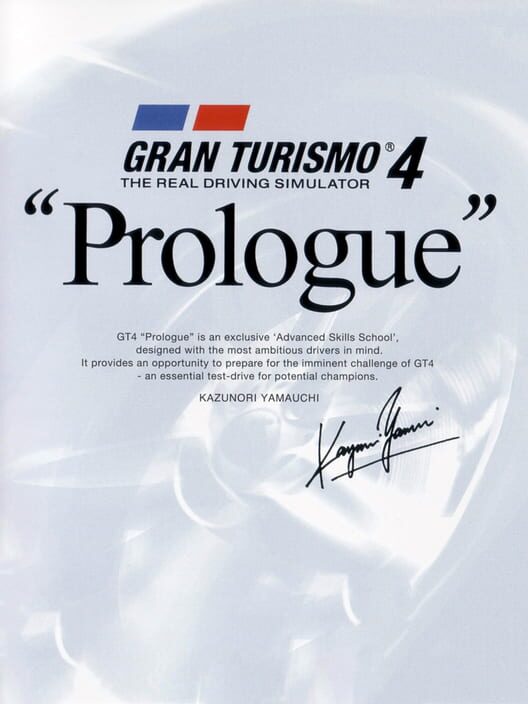 GRAN TURISMO® 4
THE REAL DRIVING SIMULATOR
“Prologue”
GT4 “Prologue” is an exclusive ‘Advanced Skills School’,
designed with the most ambitious drivers in mind.
It provides an opportunity to prepare for the imminent challenge of GT4
- an essential test-drive for potential champions.
KAZUNORI YAMAUCHI